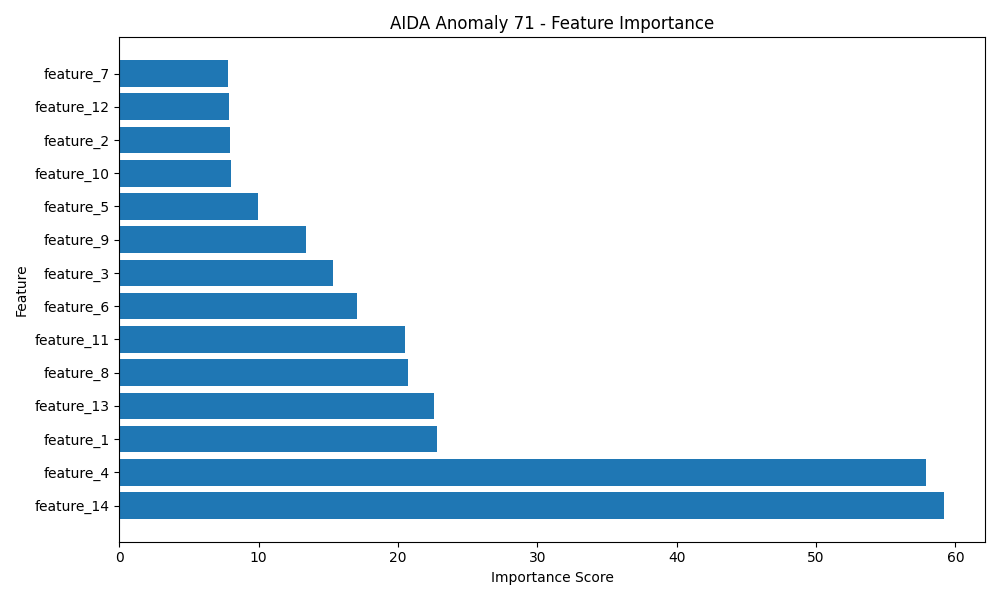 AIDA Anomaly 71 - Feature Importance
feature_7
feature_12
feature_2
feature_10
feature_5
feature_9
feature_3
feature_6
feature_11
feature_8
feature_13
feature_1
feature_4
feature_14
Feature
0 10 20 30 40 50 60
Importance Score